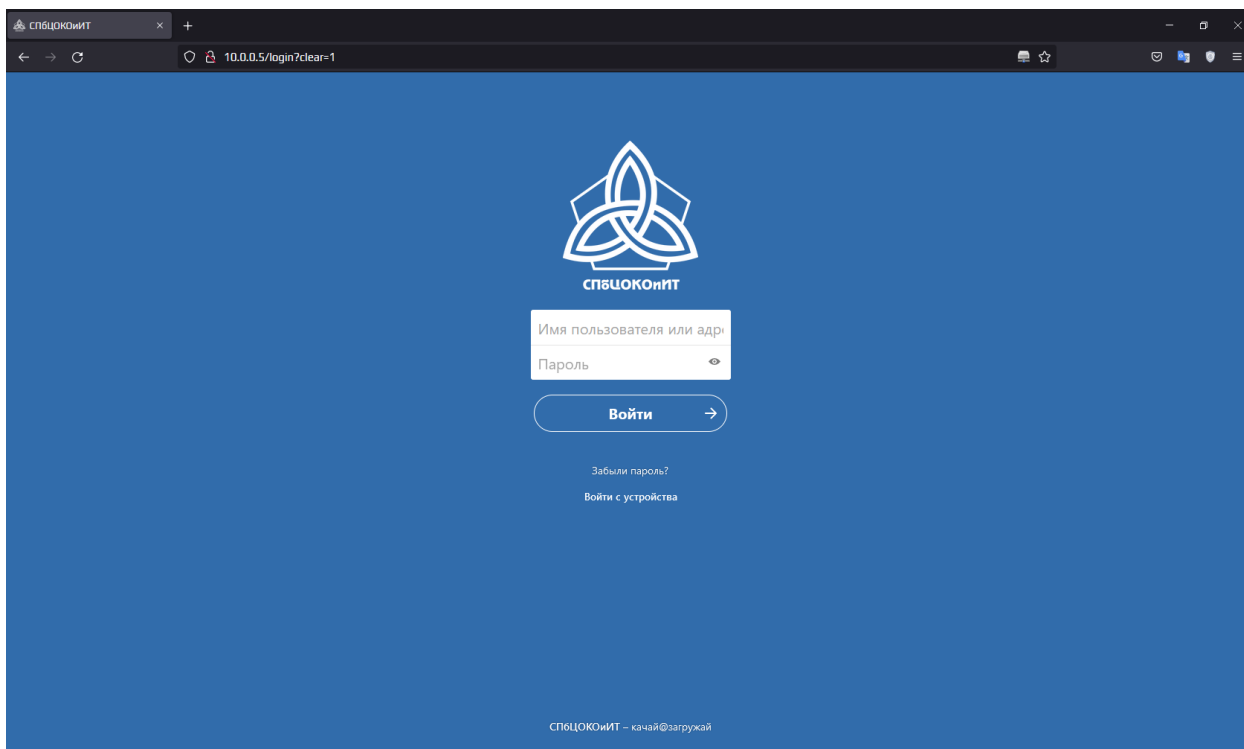 СПбЦОКОиИТ
10.0.0.5/login?clear=1
СПбЦОКОиИТ
Имя пользователя или адр
Пароль
Войти
Забыли пароль?
Войти с устройства
СПбЦОКОиИТ – качай@загружай